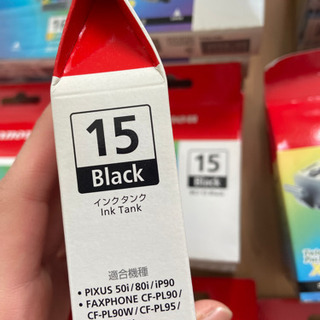 15
Black
インクタンク
Ink Tank
適合機種
• PIXUS 50i/80i/iP90
• FAXPHONE CF-PL90/
CF-PL90W/CF-PL95/
15
Black